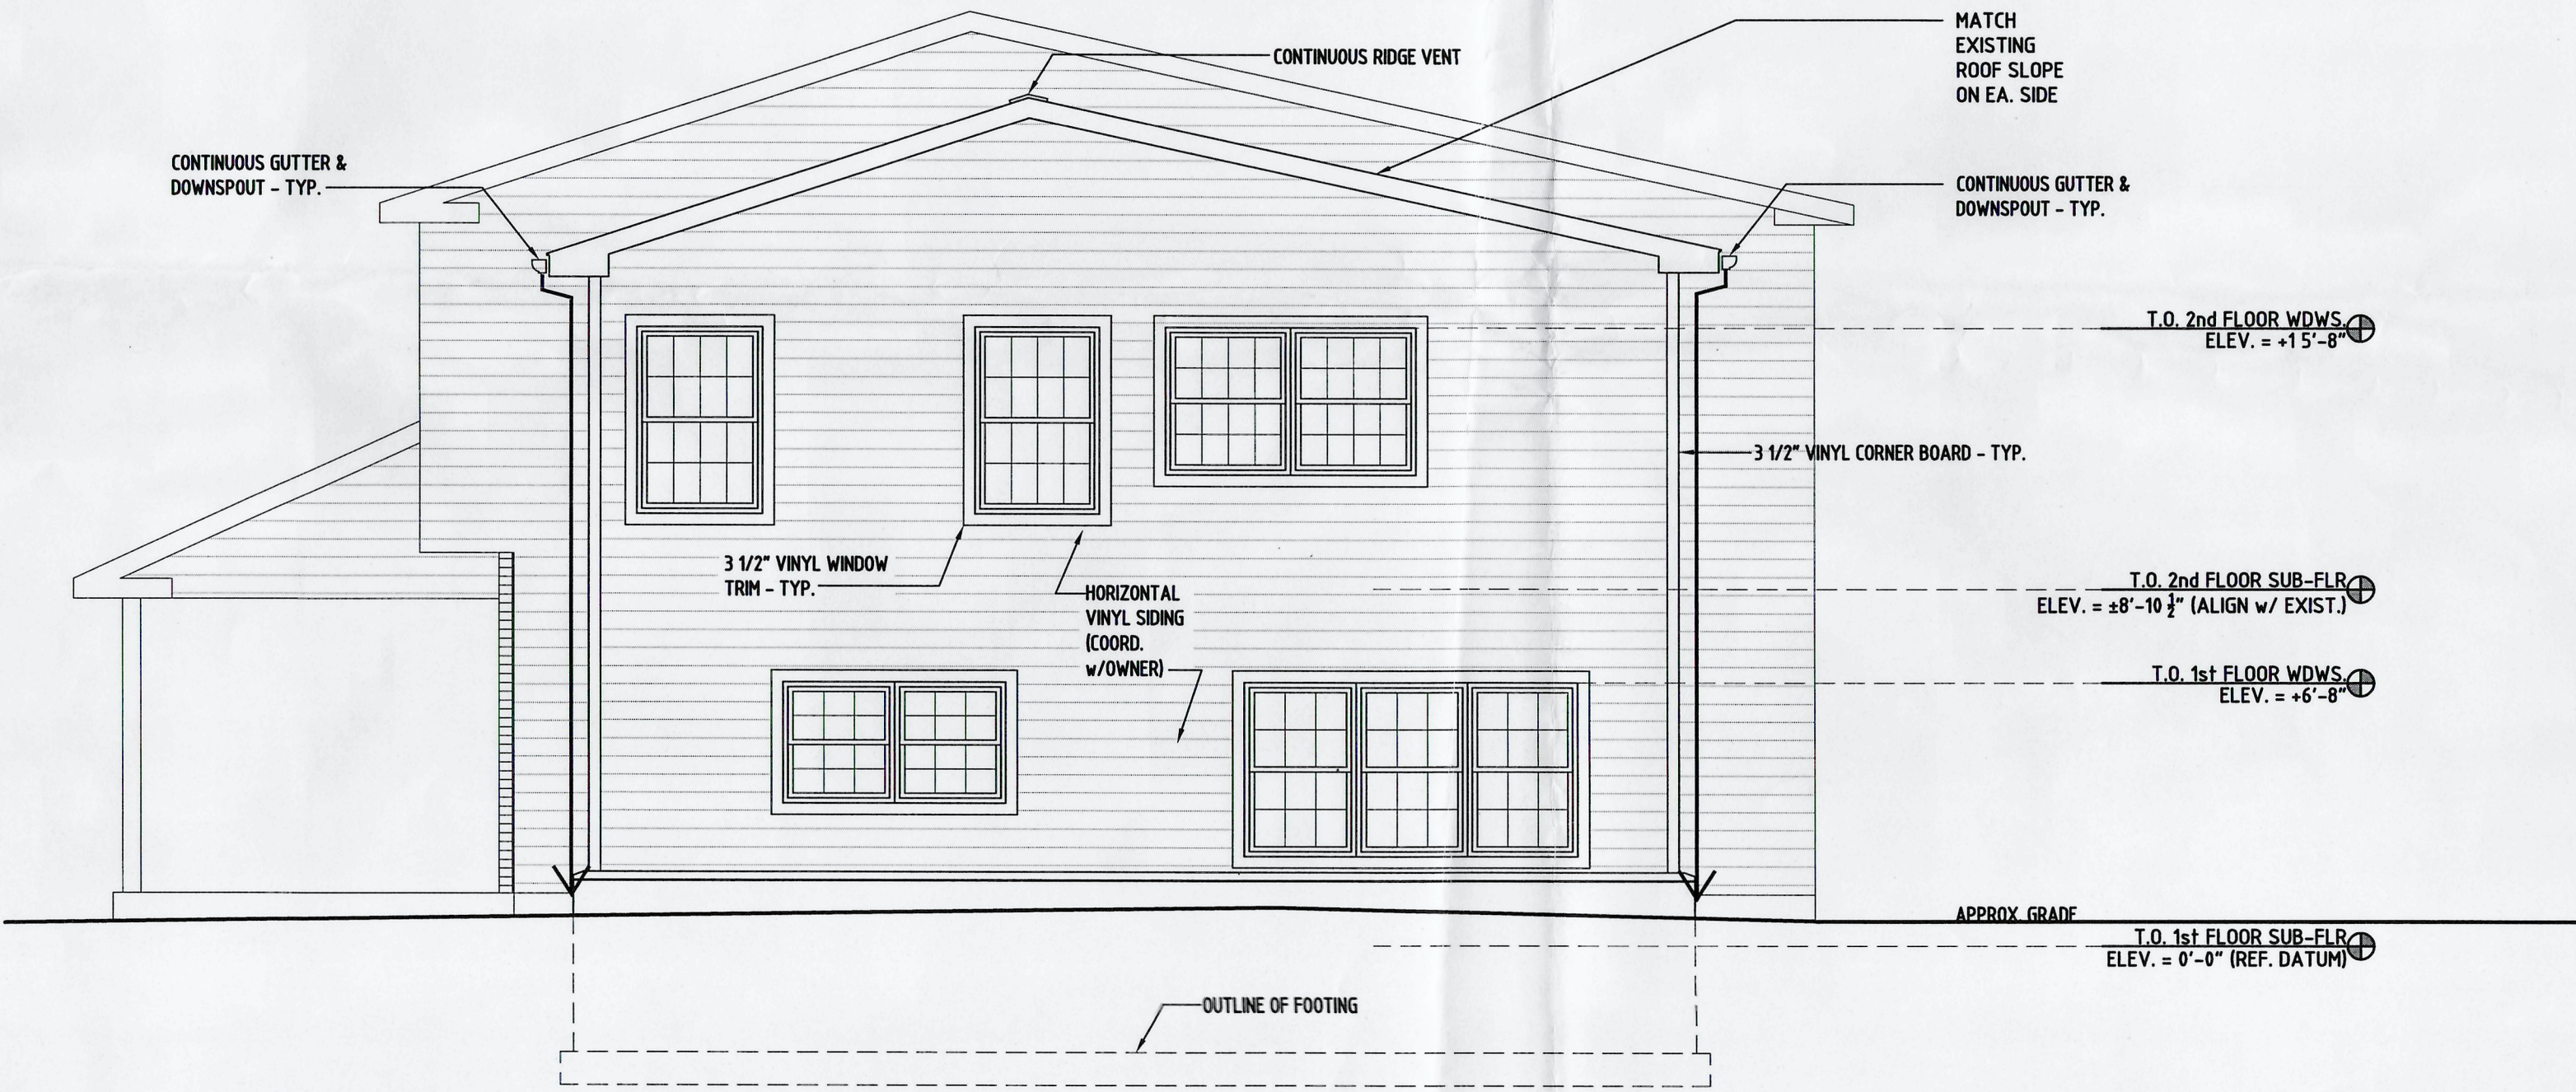 CONTINUOUS RIDGE VENT
MATCH
EXISTING
ROOF SLOPE
ON EA. SIDE
CONTINUOUS GUTTER &
DOWNSPOUT - TYP.
CONTINUOUS GUTTER &
DOWNSPOUT - TYP.
T.O. 2nd FLOOR WDWS.
ELEV. = +15'-8"
3 1/2" VINYL CORNER BOARD - TYP.
3 1/2" VINYL WINDOW
TRIM - TYP.
HORIZONTAL
VINYL SIDING
(COORD.
w/OWNER)
T.O. 2nd FLOOR SUB-FLR
ELEV. = ±8'-10 ½" (ALIGN w/ EXIST.)
T.O. 1st FLOOR WDWS.
ELEV. = +6'-8"
APPROX. GRADE
T.O. 1st FLOOR SUB-FLR
ELEV. = 0'-0" (REF. DATUM)
OUTLINE OF FOOTING